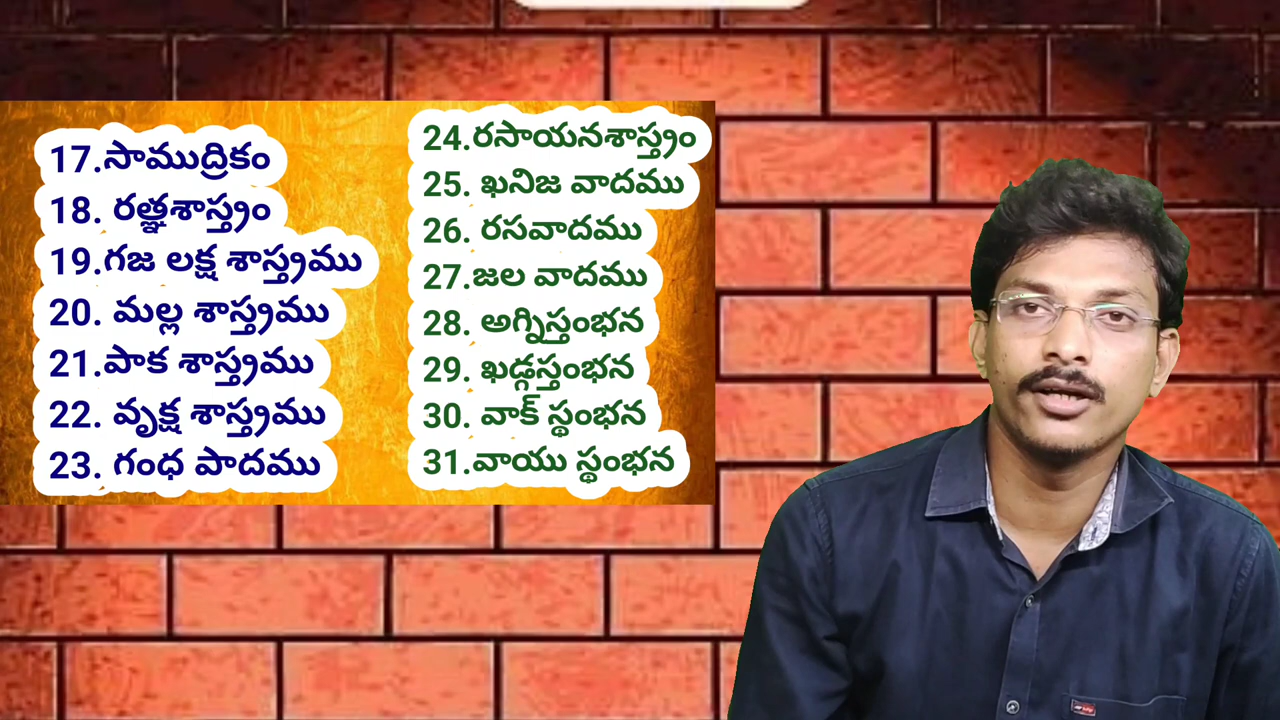 17.సాముద్రికం
18. రత్ఞశాస్త్రం
19.గజ లక్ష శాస్త్రము
20. మల్ల శాస్త్రము
21.పాక శాస్త్రము
22. వృక్ష శాస్త్రము
23. గంధ పాదము
24.రసాయనశాస్త్రం
25. ఖనిజ వాదము
26. రసవాదము
27.జల వాదము
28. అగ్నిస్తంభన
29. ఖడ్గస్తంభన
30. వాక్ స్థంభన
31.వాయు స్థంభన